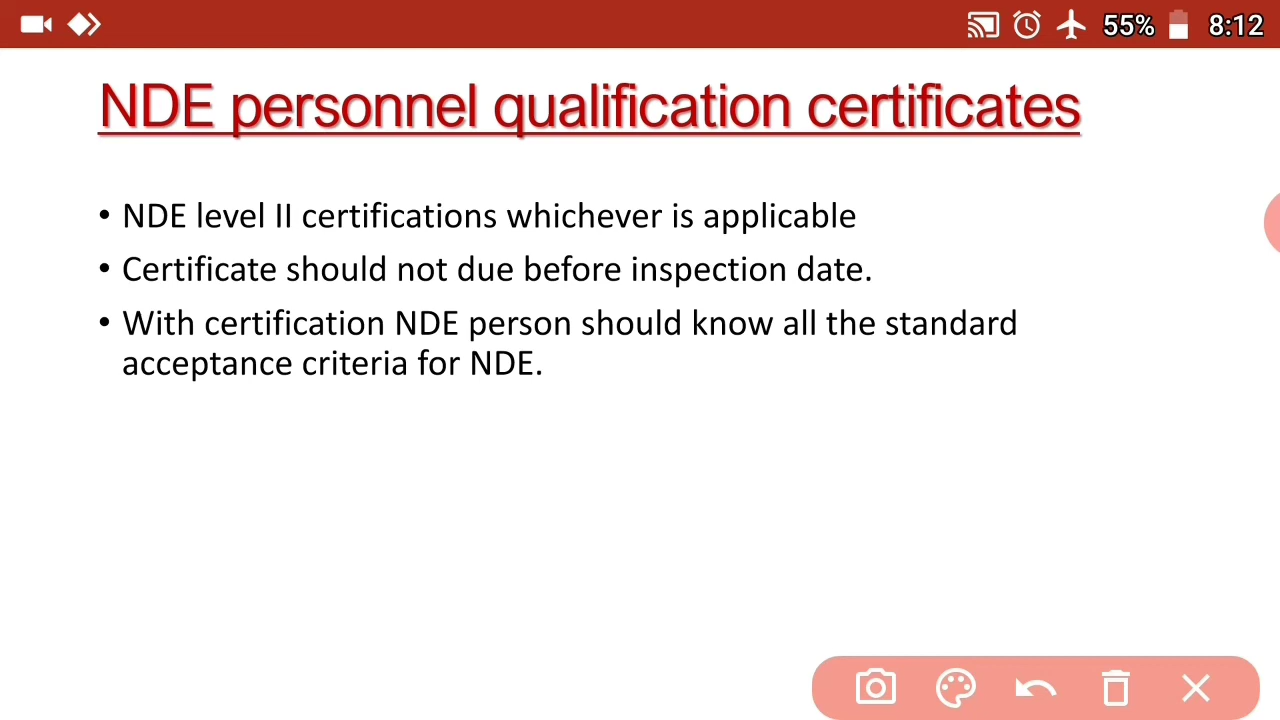 55% 8:12
NDE personnel qualification certificates
• NDE level II certifications whichever is applicable
• Certificate should not due before inspection date.
• With certification NDE person should know all the standard
acceptance criteria for NDE.